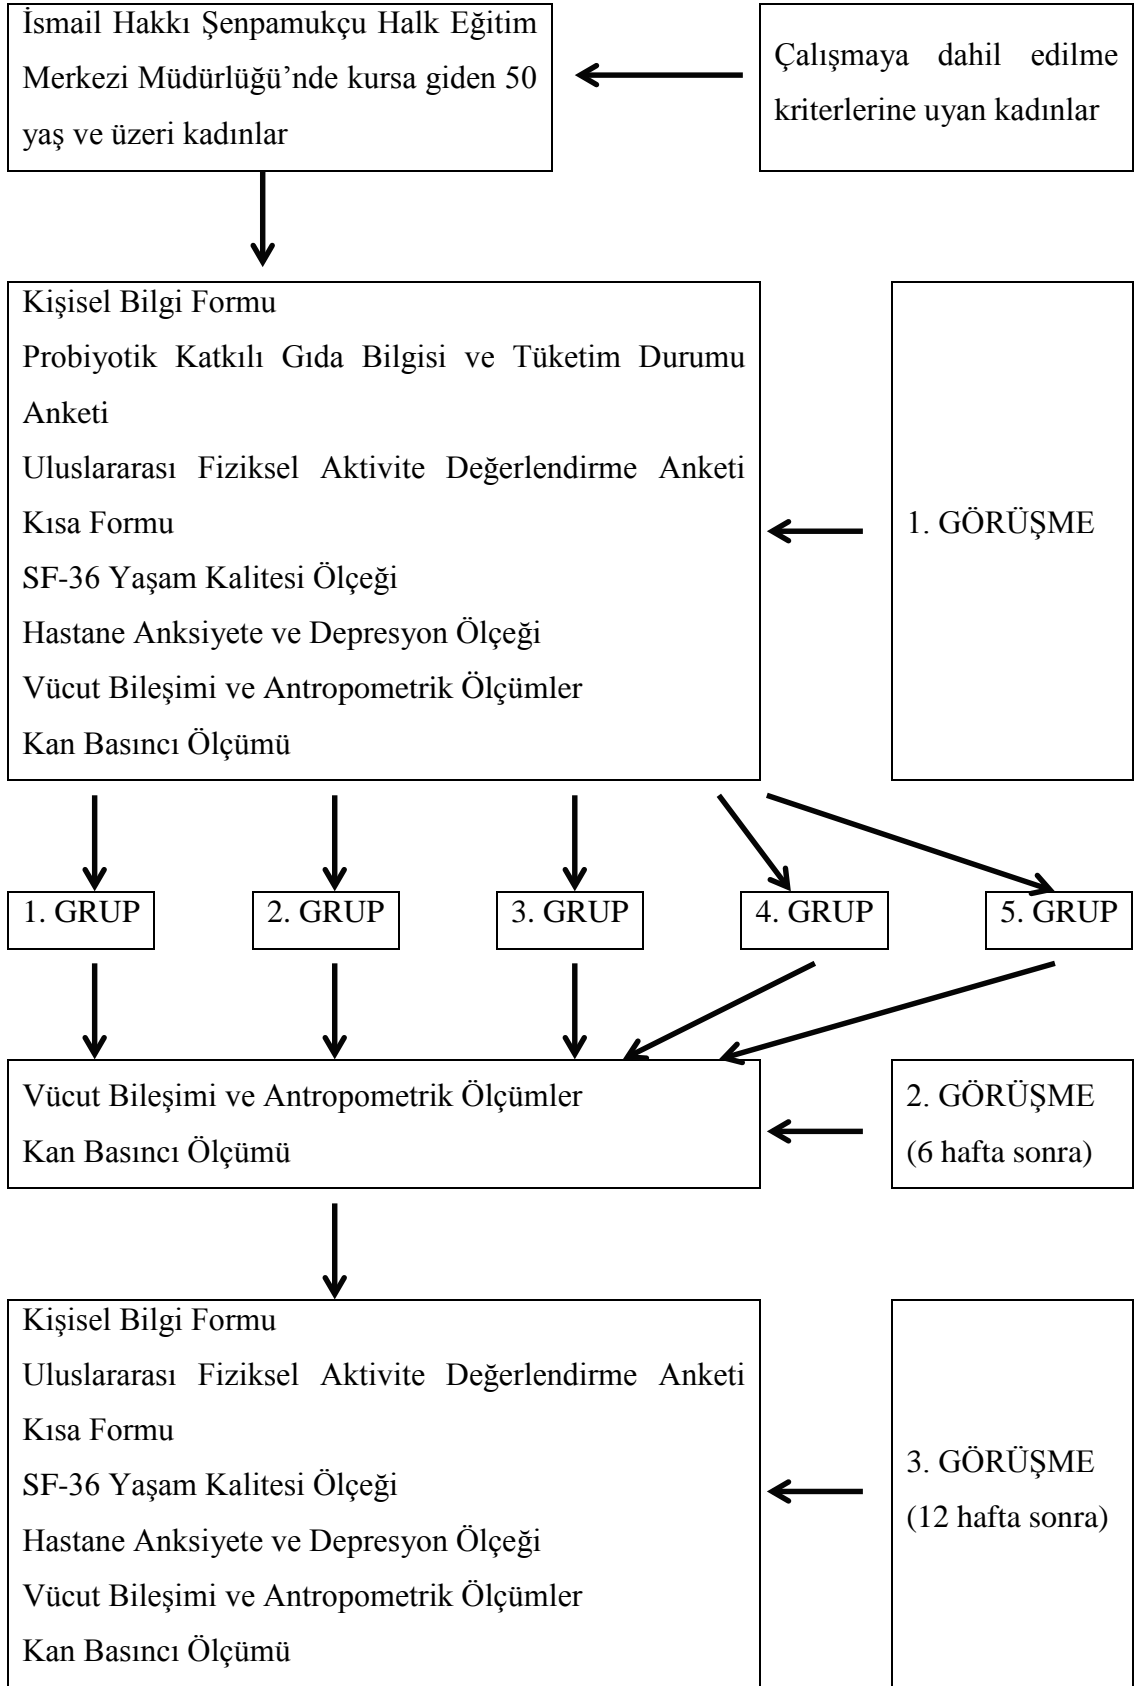 İsmail Hakkı Şenpamukçu Halk Eğitim
Merkezi Müdürlüğü’nde kursa giden 50
yaş ve üzeri kadınlar
Çalışmaya dahil edilme
kriterlerine uyan kadınlar
Kişisel Bilgi Formu
Probiyotik Katkılı Gıda Bilgisi ve Tüketim Durumu
Anketi
Uluslararası Fiziksel Aktivite Değerlendirme Anketi
Kısa Formu
SF-36 Yaşam Kalitesi Ölçeği
Hastane Anksiyete ve Depresyon Ölçeği
Vücut Bileşimi ve Antropometrik Ölçümler
Kan Basıncı Ölçümü
1. GÖRÜŞME
1. GRUP
2. GRUP
3. GRUP
4. GRUP
5. GRUP
Vücut Bileşimi ve Antropometrik Ölçümler
Kan Basıncı Ölçümü
2. GÖRÜŞME
(6 hafta sonra)
Kişisel Bilgi Formu
Uluslararası Fiziksel Aktivite Değerlendirme Anketi
Kısa Formu
SF-36 Yaşam Kalitesi Ölçeği
Hastane Anksiyete ve Depresyon Ölçeği
Vücut Bileşimi ve Antropometrik Ölçümler
Kan Basıncı Ölçümü
3. GÖRÜŞME
(12 hafta sonra)